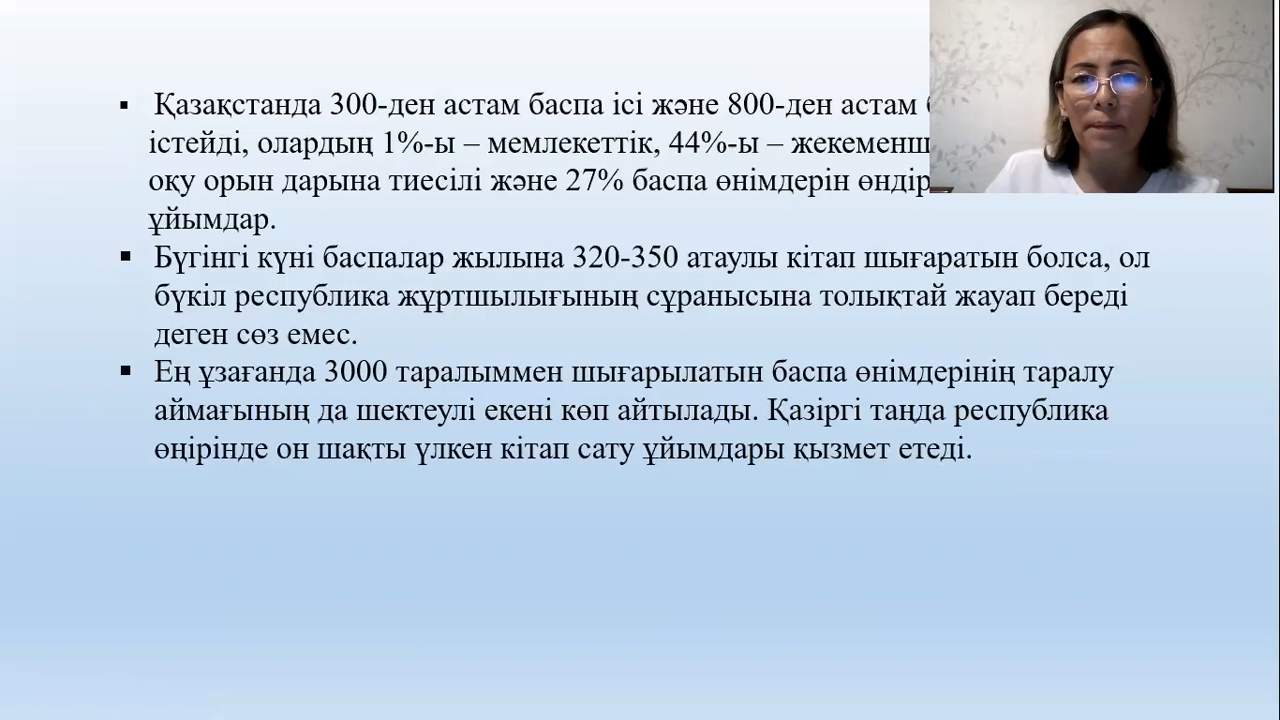 Қазақстанда 300-ден астам баспа ісі және 800-ден астам
істейді, олардың 1%-ы – мемлекеттік, 44%-ы –
оқу орын дарына тиесілі және 27% баспа өнімдерін
ұйымдар.
Бүгінгі күні баспалар жылына 320-350 атаулы кітап шығаратын болса, ол
бүкіл республика жұртшылығының сұранысына толықтай жауап береді
деген сөз емес.
Ең ұзағанда 3000 таралыммен шығарылатын баспа өнімдерінің таралу
аймағының да шектеулі екені көп айтылады. Қазіргі таңда республика
өңірінде он шақты үлкен кітап сату ұйымдары қызмет етеді.